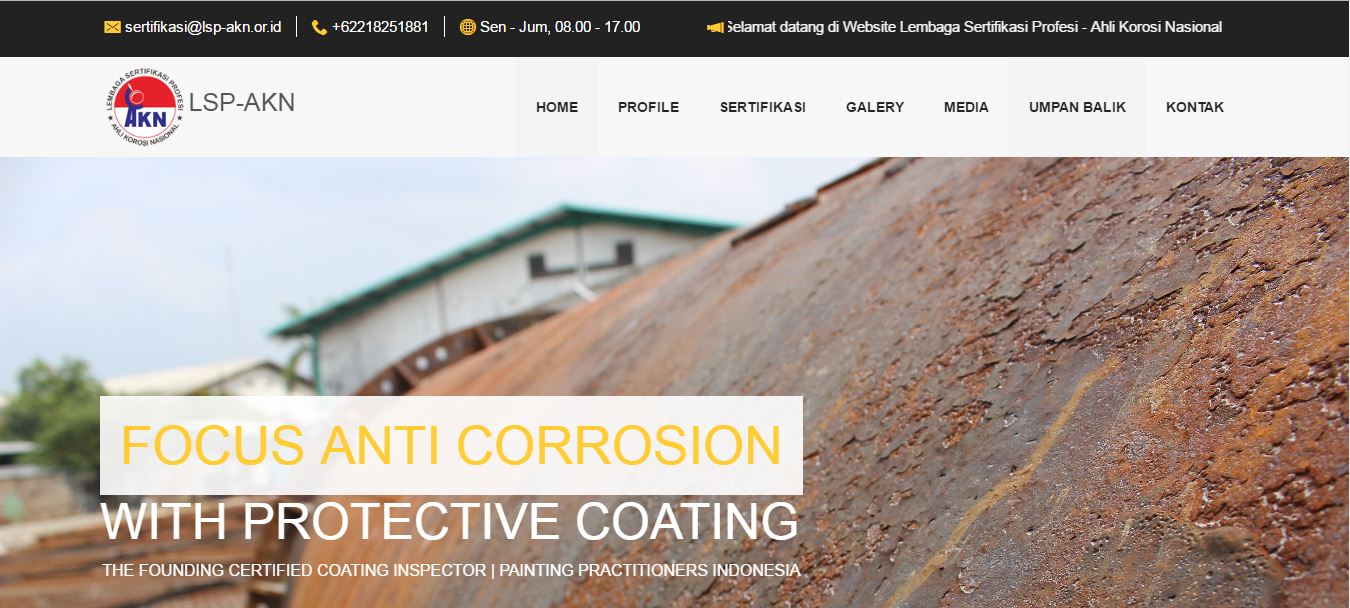 sertifikasi@lsp-akn.or.id
+62218251881
Sen - Jum, 08.00 - 17.00
Selamat datang di Website Lembaga Sertifikasi Profesi - Ahli Korosi Nasional
LEMBAGA SERTIFIKASI PROFESI
AKN
AHLI KOROSI NASIONAL
LSP-AKN
HOME
PROFILE
SERTIFIKASI
GALERY
MEDIA
UMPAN BALIK
KONTAK
FOCUS ANTI CORROSION
WITH PROTECTIVE COATING
THE FOUNDING CERTIFIED COATING INSPECTOR | PAINTING PRACTITIONERS INDONESIA